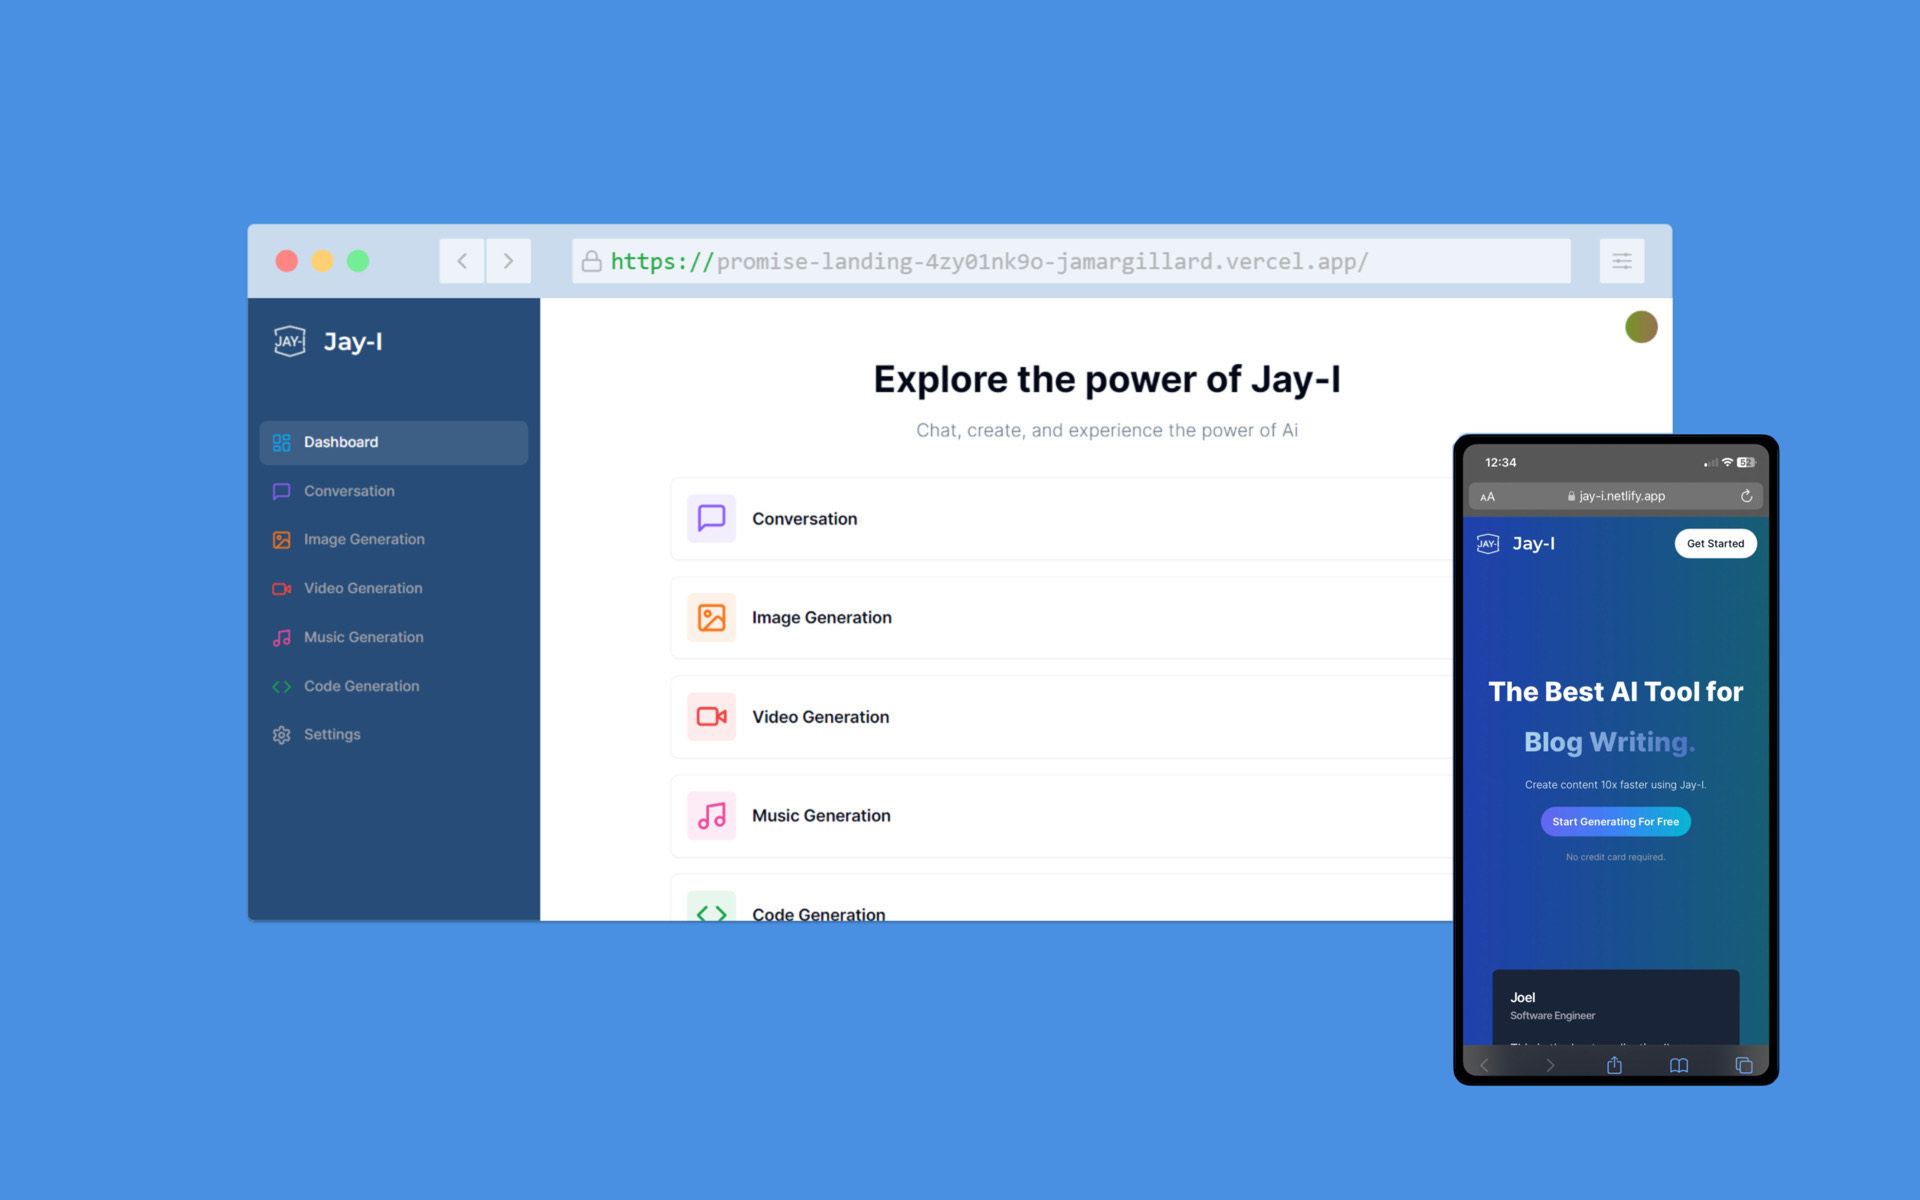 https://promise-landing-4zy01nk9o-jamargillard.vercel.app/
JAY-I Jay-I
Dashboard
Conversation
Image Generation
Video Generation
Music Generation
Code Generation
Settings
Explore the power of Jay-I
Chat, create, and experience the power of Ai
Conversation
Image Generation
Video Generation
Music Generation
Code Generation
12:34 52
AA jay-i.netlify.app
JAY-I Jay-I Get Started
The Best AI Tool for
Blog Writing.
Create content 10x faster using Jay-I.
Start Generating For Free
No credit card required.
Joel
Software Engineer